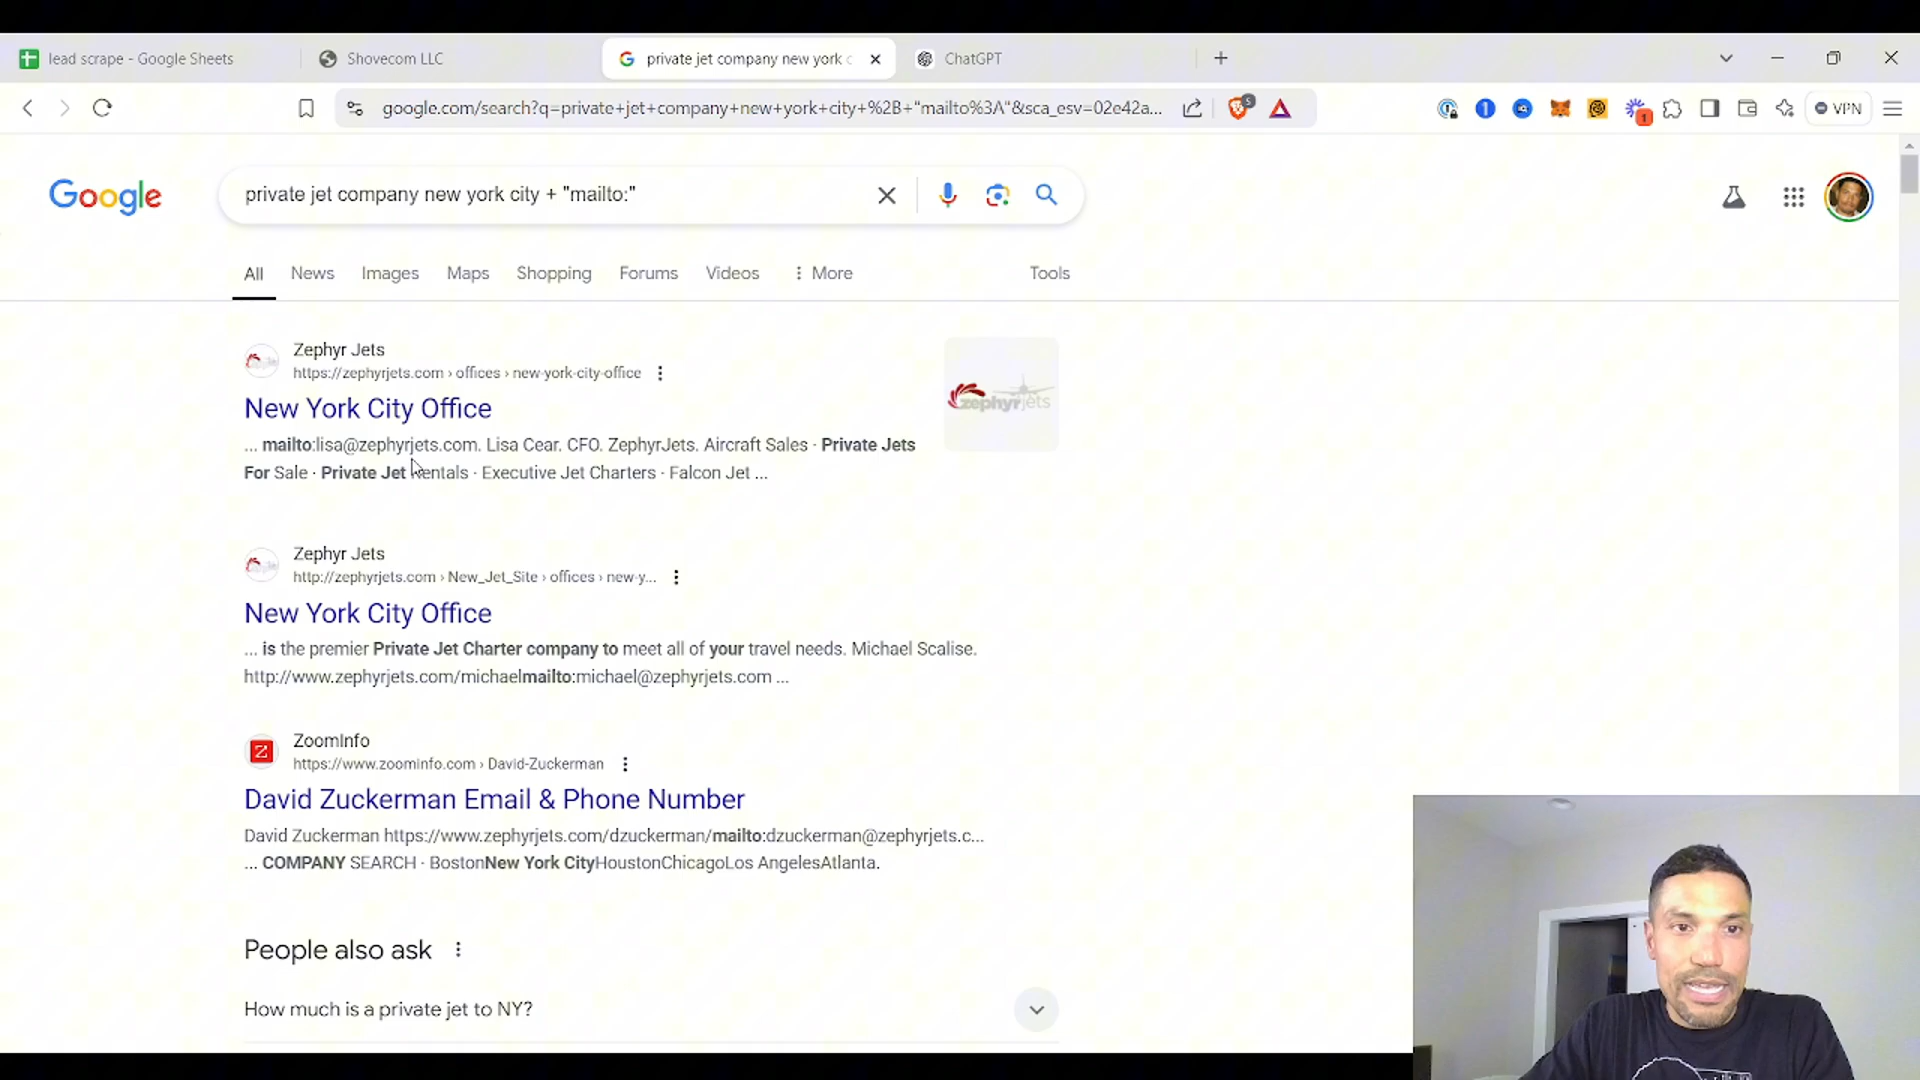 lead scrape - Google Sheets
Shovecom LLC
private jet company new york c
ChatGPT
google.com/search?q=private+jet+company+new+york+city+%2B+"mailto%3A"&sca_esv=02e42a...
5
1
1
VPN
Google
private jet company new york city + "mailto:"
All
News
Images
Maps
Shopping
Forums
Videos
More
Tools
Zephyr Jets
https://zephyrjets.com › offices › new-york-city-office
New York City Office
... mailto:lisa@zephyrjets.com. Lisa Cear. CFO. ZephyrJets. Aircraft Sales · Private Jets
For Sale · Private Jet Rentals · Executive Jet Charters · Falcon Jet ...
zephyrjets
Zephyr Jets
http://zephyrjets.com › New_Jet_Site › offices › new-y...
New York City Office
... is the premier Private Jet Charter company to meet all of your travel needs. Michael Scalise.
http://www.zephyrjets.com/michaelmailto:michael@zephyrjets.com ...
Z
ZoomInfo
https://www.zoominfo.com › David-Zuckerman
David Zuckerman Email & Phone Number
David Zuckerman https://www.zephyrjets.com/dzuckerman/mailto:dzuckerman@zephyrjets.c...
... COMPANY SEARCH · BostonNew York CityHoustonChicagoLos AngelesAtlanta.
People also ask
How much is a private jet to NY?